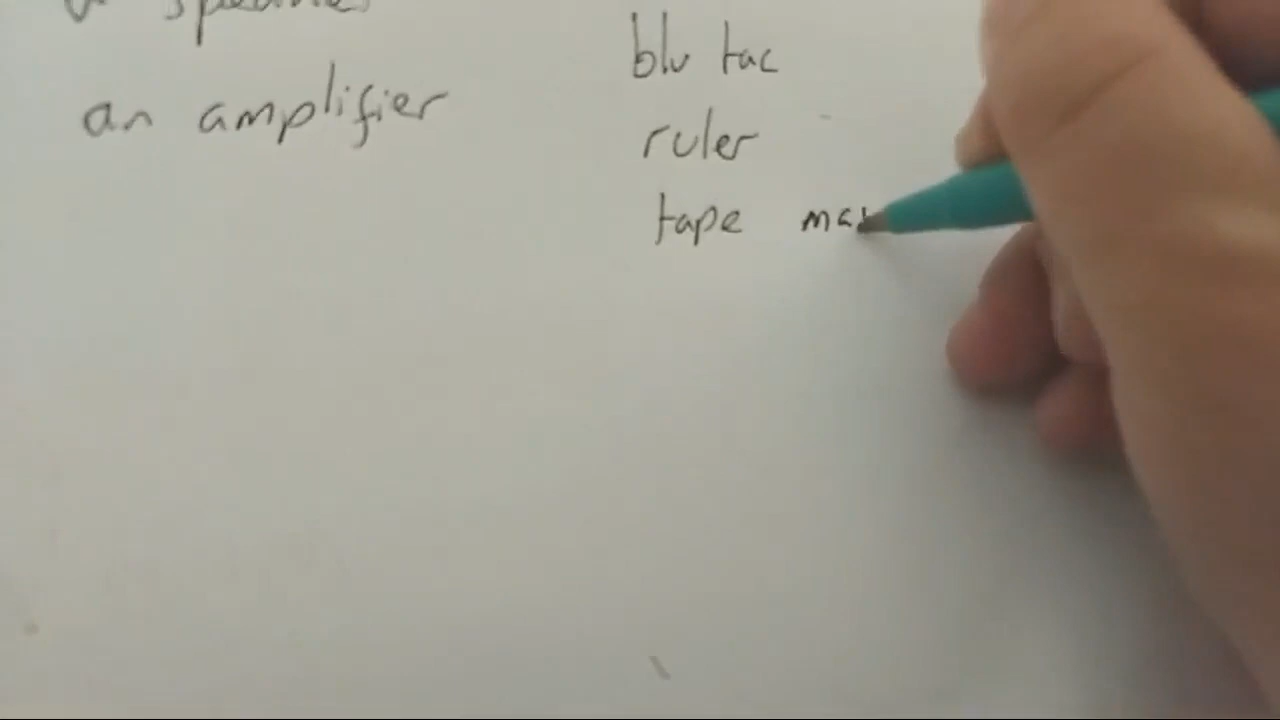 an amplifier
blu tac
ruler
tape